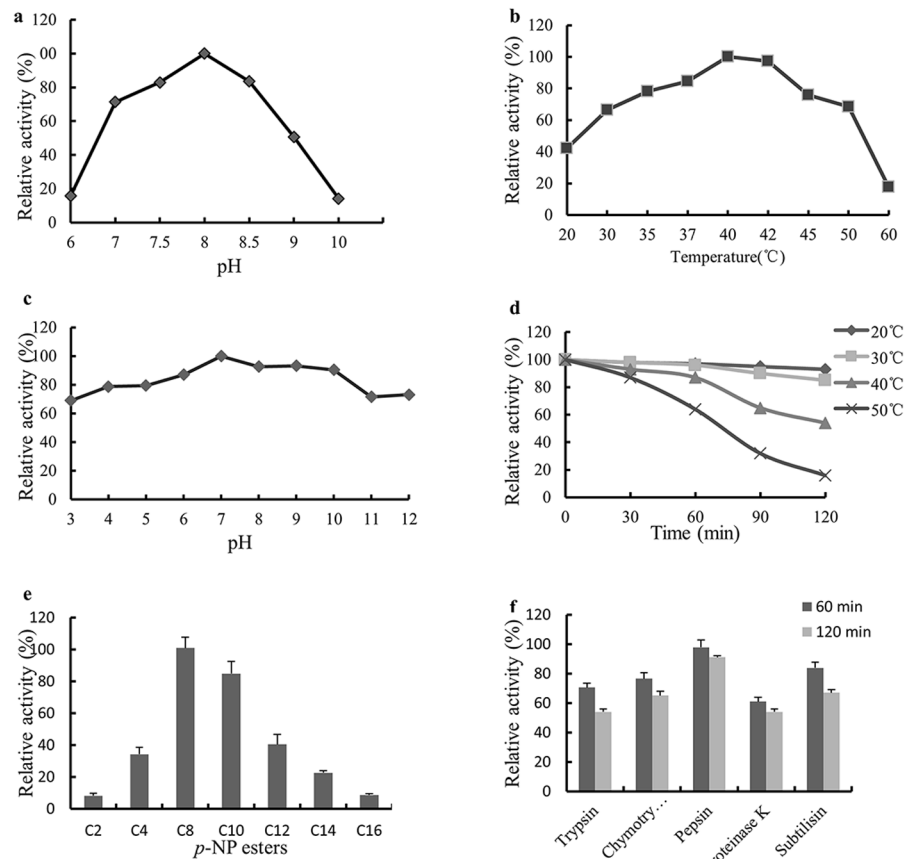 a
Relative activity (%)
120
00
80
60
40
20
0
6 7 7.5 8 8.5 9 10
pH
b
Relative activity (%)
120
100
80
60
40
20
0
20 30 35 37 40 42 45 50 60
Temperature(℃)
c
Relative activity (%)
120
100
80
60
40
20
0
3 4 5 6 7 8 9 10 11 12
pH
d
Relative activity (%)
120
100
80
60
40
20
0
0 30 60 90 120
Time (min)
20℃
30℃
40℃
50℃
e
Relative activity (%)
120
100
80
60
40
20
0
C2 C4 C8 C10 C12 C14 C16
p-NP esters
f
Relative activity (%)
120
100
80
60
40
20
0
60 min
120 min
Trypsin
Chymotry…
Pepsin
roteinase K
Subtilisin